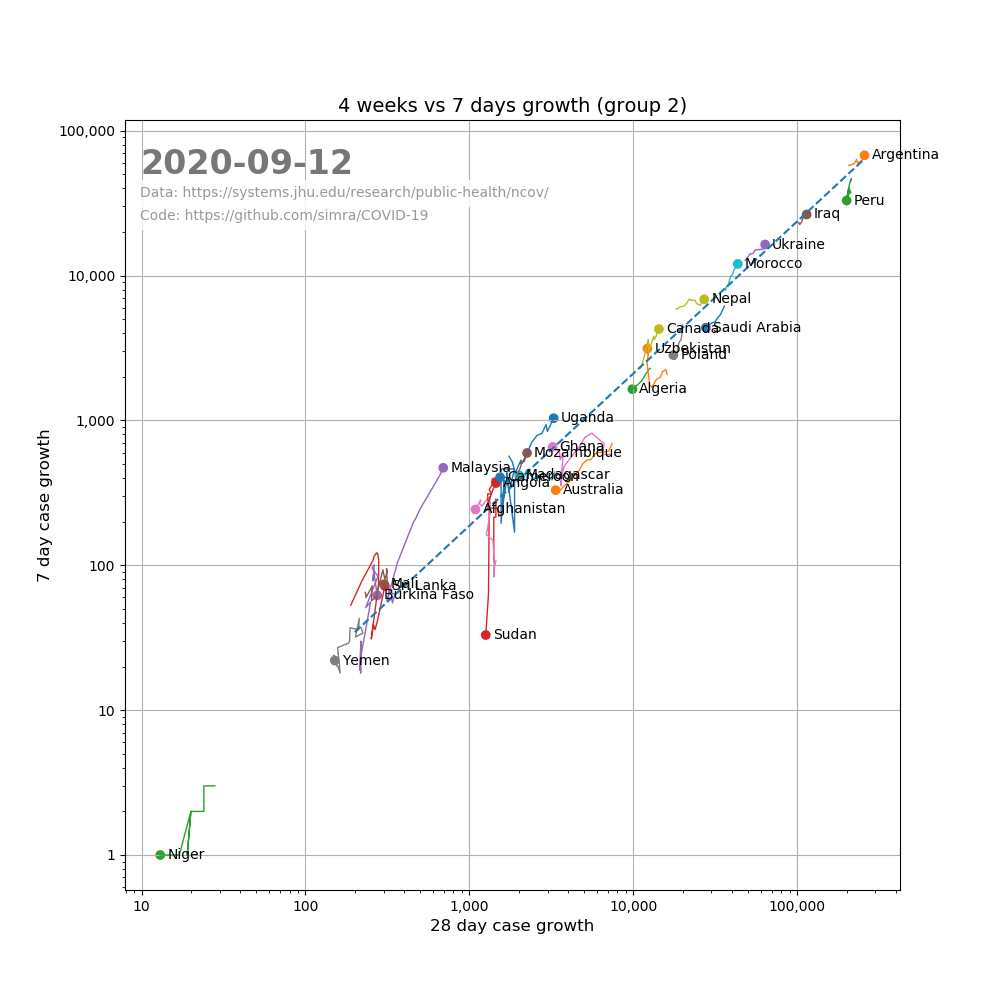 4 weeks vs 7 days growth (group 2)
2020-09-12
Data: https://systems.jhu.edu/research/public-health/ncov/
Code: https://github.com/simra/COVID-19
100,000
10,000
1,000
100
10
1
7 day case growth
Argentina
Peru
Iraq
Ukraine
Morocco
Nepal
Saudi Arabia
Canada
Uzbekistan
Poland
Algeria
Uganda
Ghana
Mozambique
Malaysia
Madagascar
Cameroon
Angola
Australia
Afghanistan
Mali
Sri Lanka
Burkina Faso
Sudan
Yemen
Niger
10
100
1,000
10,000
100,000
28 day case growth